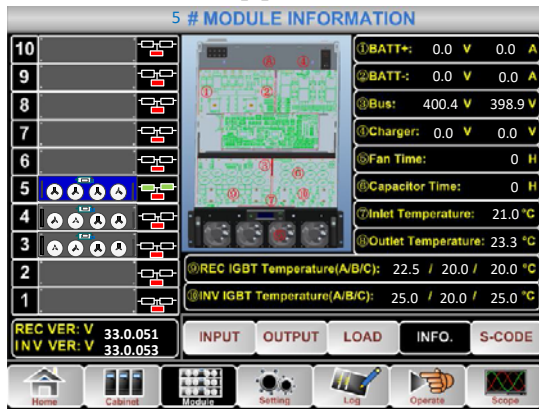 5 # MODULE INFORMATION
10
9
8
7
6
5
4
3
2
1
①BATT+: 0.0 V 0.0 A
②BATT-: 0.0 V 0.0 A
③Bus: 400.4 V 398.9 V
④Charger: 0.0 V 0.0 V
⑤Fan Time: 0 H
⑥Capacitor Time: 0 H
⑦Inlet Temperature: 21.0 °C
Outlet Temperature: 23.3 °C
⑨REC IGBT Temperature(A/B/C): 22.5 / 20.0 / 20.0 °C
⑩INV IGBT Temperature(A/B/C): 25.0 / 20.0 / 25.0 °C
REC VER: V 33.0.051
INV VER: V 33.0.053
INPUT OUTPUT LOAD INFO. S-CODE
Home Cabinet Module Setting Log Operate Scope